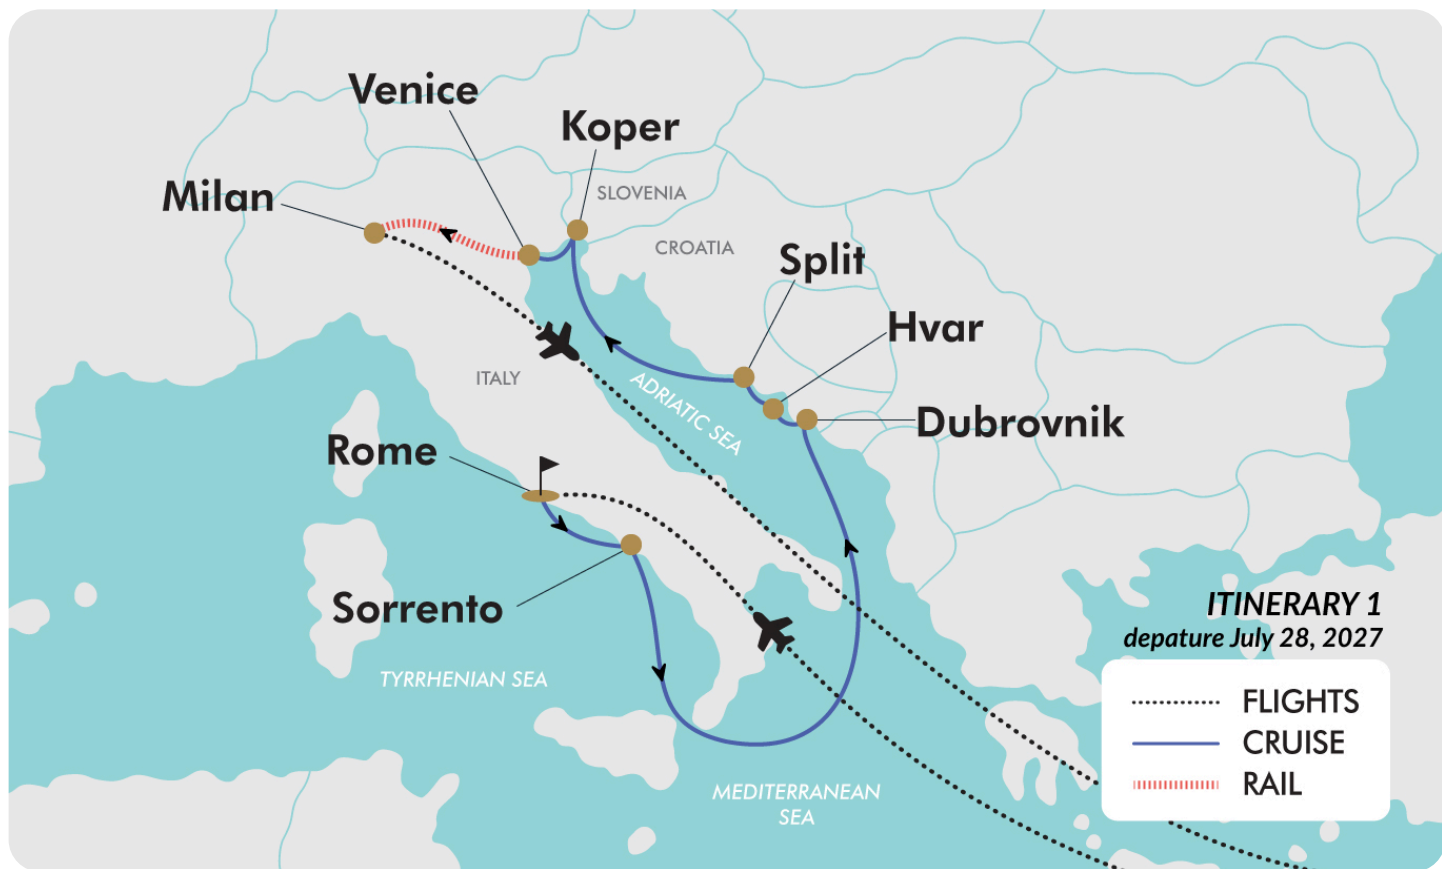 Venice
Koper
Milan
SLOVENIA
CROATIA
Split
Hvar
ITALY
ADRIATIC SEA
Dubrovnik
Rome
Sorrento
TYRRHENIAN SEA
MEDITERRANEAN
SEA
ITINERARY 1
depature July 28, 2027
FLIGHTS
CRUISE
RAIL